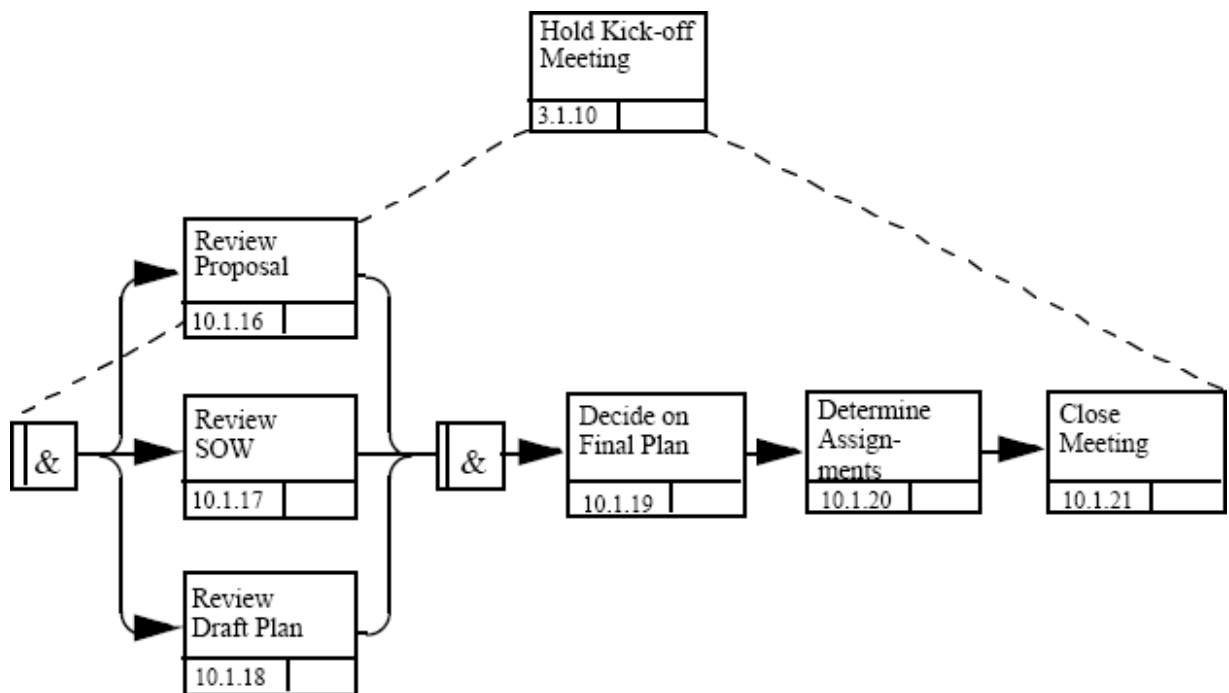 Hold Kick-off
Meeting
3.1.10
Review
Proposal
10.1.16
&
Review
SOW
10.1.17
&
Decide on
Final Plan
10.1.19
Determine
Assign-
ments
10.1.20
Close
Meeting
10.1.21
Review
Draft Plan
10.1.18